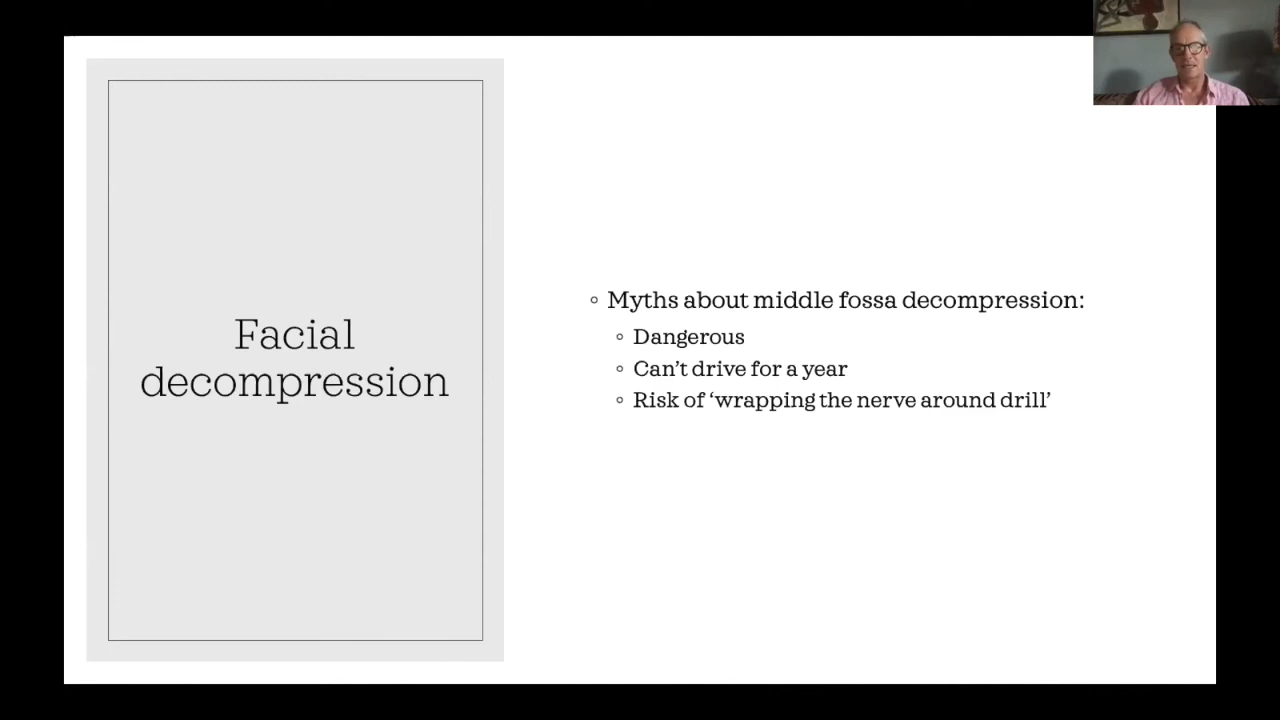 Facial
decompression
Myths about middle fossa decompression:
Dangerous
Can’t drive for a year
Risk of ‘wrapping the nerve around drill’